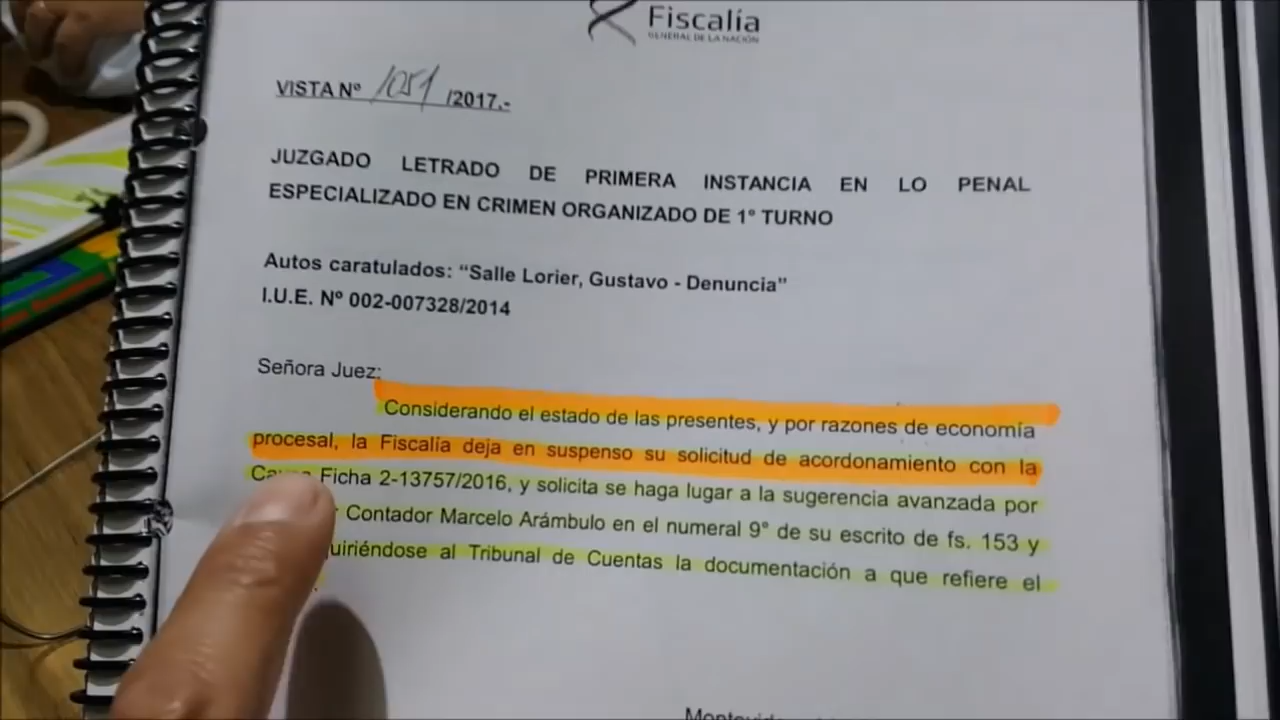 Fiscalía
GENERAL DE LA NACIÓN
VISTA Nº 1051 /2017.-
JUZGADO LETRADO DE PRIMERA INSTANCIA EN LO PENAL
ESPECIALIZADO EN CRIMEN ORGANIZADO DE 1° TURNO
Autos caratulados: “Salle Lorier, Gustavo - Denuncia”
I.U.E. Nº 002-007328/2014
Señora Juez:
Considerando el estado de las presentes, y por razones de economía
procesal, la Fiscalía deja en suspenso su solicitud de acordonamiento con la
Ficha 2-13757/2016, y solicita se haga lugar a la sugerencia avanzada por
Contador Marcelo Arámbulo en el numeral 9° de su escrito de fs. 153 y
al Tribunal de Cuentas la documentación a que refiere el